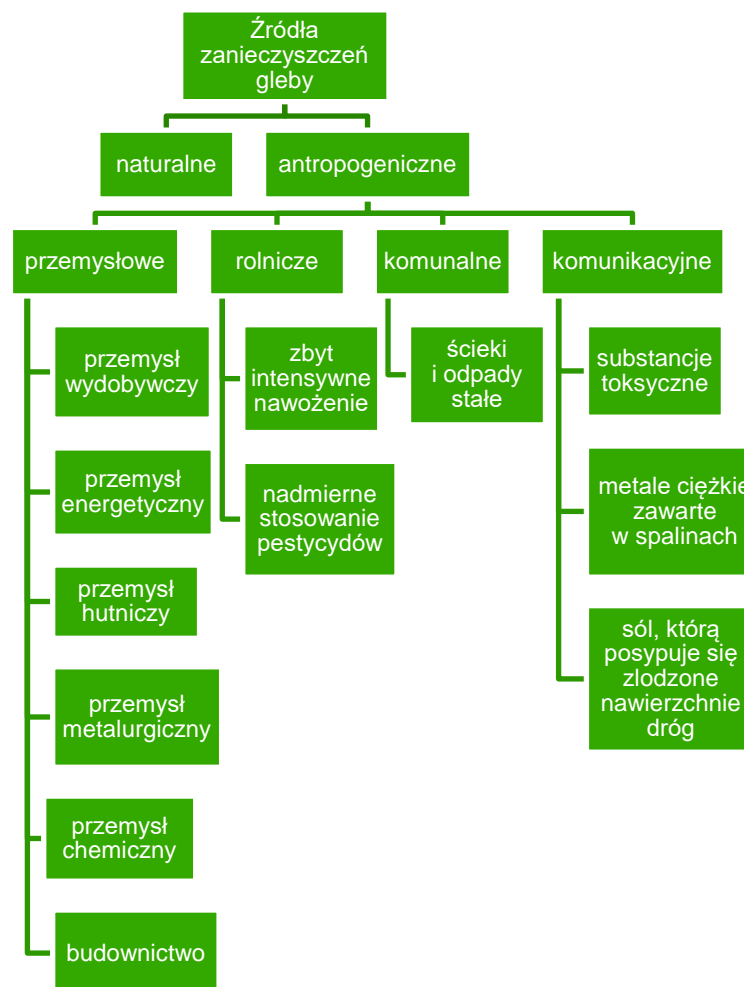 Źródła
zanieczyszczeń
gleby
naturalne
antropogeniczne
przemysłowe
rolnicze
komunalne
komunikacyjne
przemysł
wydobywczy
przemysł
energetyczny
przemysł
hutniczy
przemysł
metalurgiczny
przemysł
chemiczny
budownictwo
zbyt
intensywne
nawożenie
nadmierne
stosowanie
pestycydów
ścieki
i odpady
stałe
substancje
toksyczne
metale ciężkie
zawarte
w spalinach
sól, którą
posypuje się
zlodzone
nawierzchnie
dróg